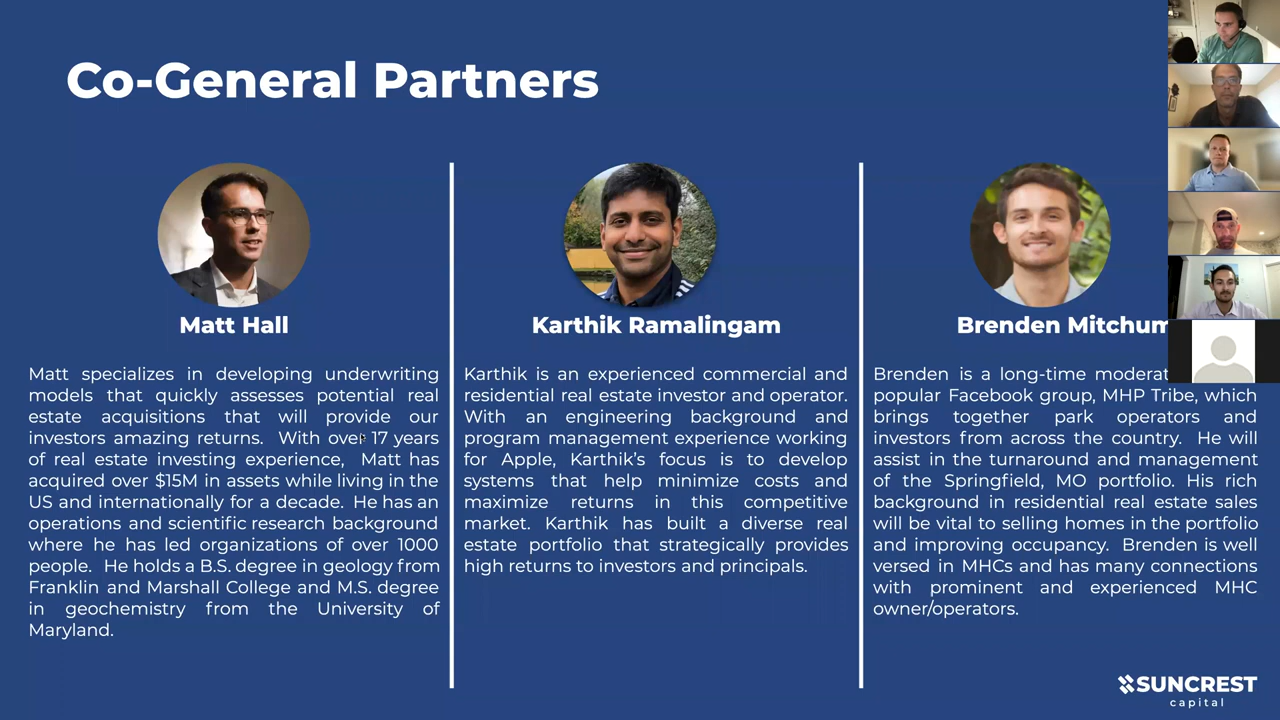 Co-General Partners
Matt Hall
Matt specializes in developing underwriting
models that quickly assesses potential real
estate acquisitions that will provide our
investors amazing returns. With over 17 years
of real estate investing experience, Matt has
acquired over $15M in assets while living in the
US and internationally for a decade. He has an
operations and scientific research background
where he has led organizations of over 1000
people. He holds a B.S. degree in geology from
Franklin and Marshall College and M.S. degree
in geochemistry from the University of
Maryland.
Karthik Ramalingam
Karthik is an experienced commercial and
residential real estate investor and operator.
With an engineering background and
program management experience working
for Apple, Karthik's focus is to develop
systems that help minimize costs and
maximize returns in this competitive
market. Karthik has built a diverse real
estate portfolio that strategically provides
high returns to investors and principals.
Brenden Mitchum
Brenden is a long-time moderat
popular Facebook group, MHP Tribe, which
brings together park operators and
investors from across the country. He will
assist in the turnaround and management
of the Springfield, MO portfolio. His rich
background in residential real estate sales
will be vital to selling homes in the portfolio
and improving occupancy. Brenden is well
versed in MHCs and has many connections
with prominent and experienced MHC
owner/operators.
SUNCREST
capital